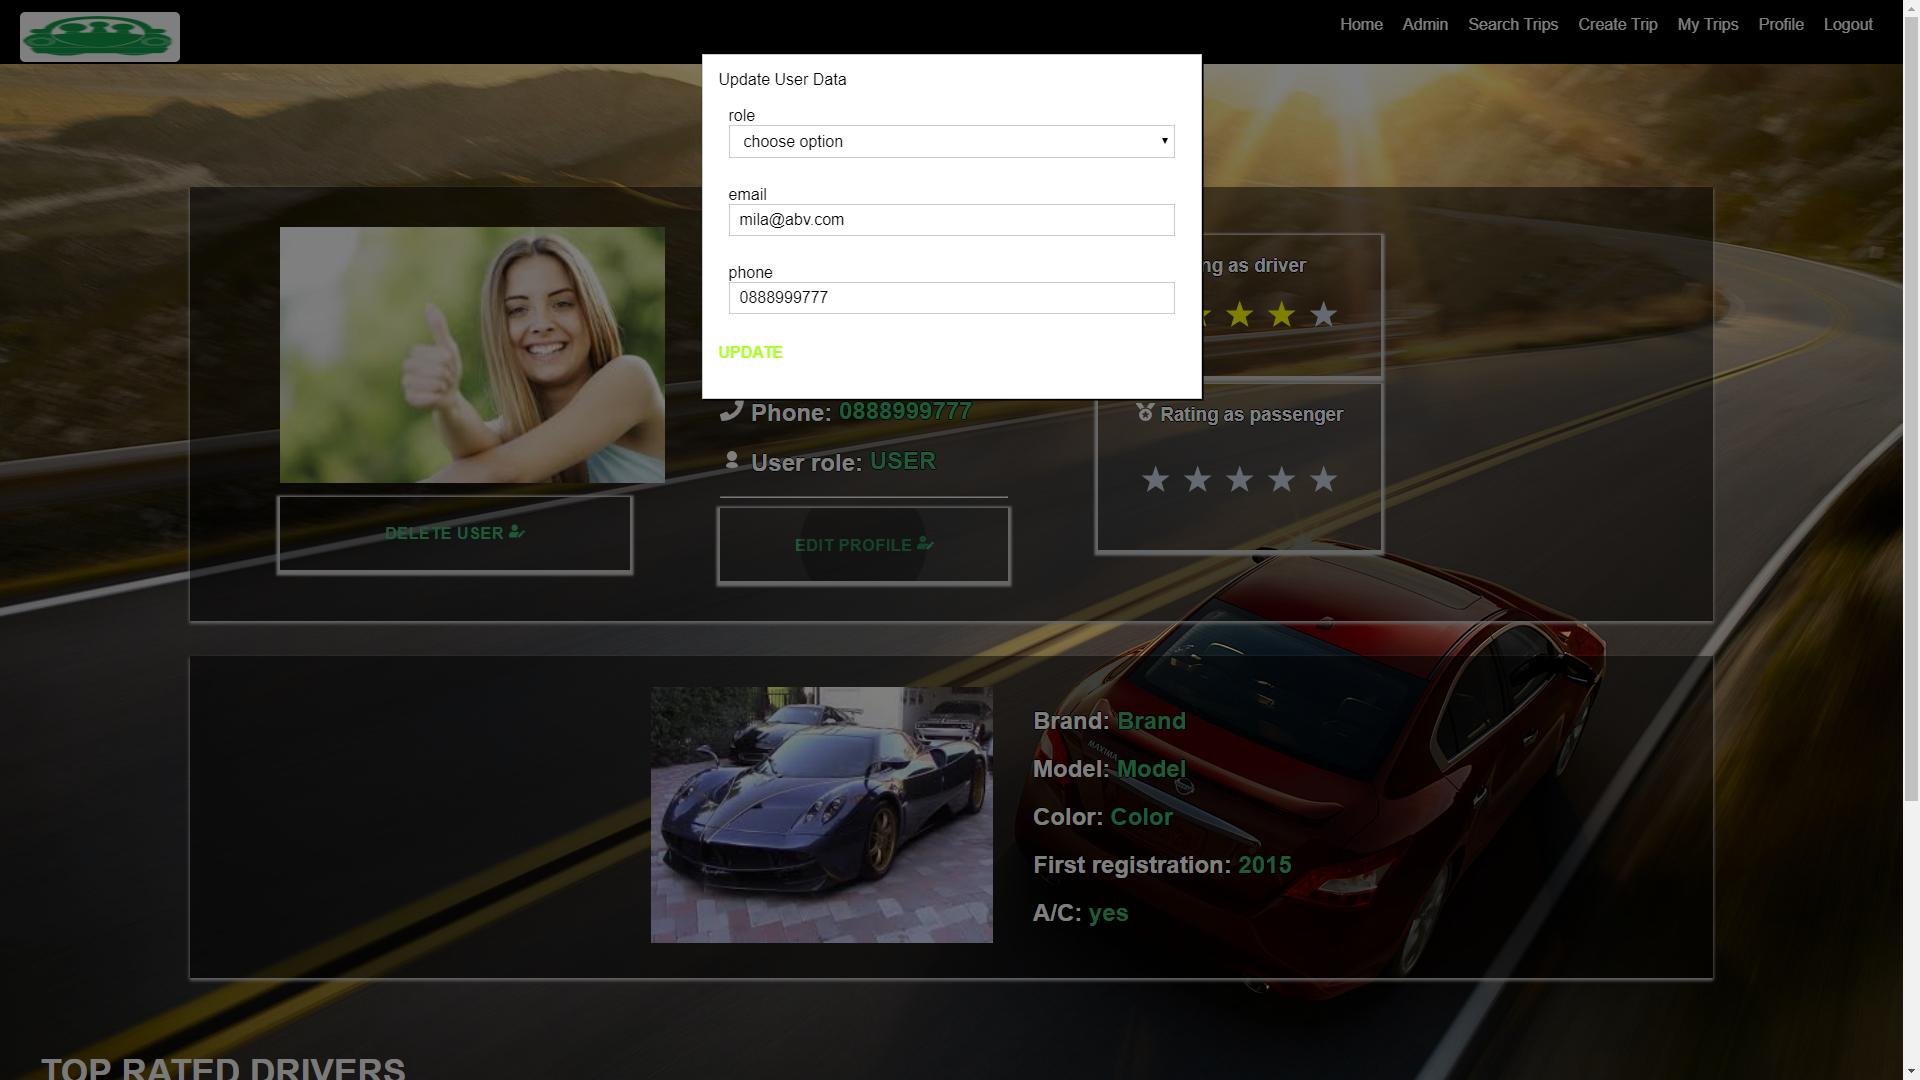 Home Admin Search Trips Create Trip My Trips Profile Logout
Update User Data
role
choose option
email
mila@abv.com
phone
0888999777
UPDATE
ng as driver
Phone: 0888999777
User role: USER
Rating as passenger
DELETE USER
EDIT PROFILE
Brand: Brand
Model: Model
Color: Color
First registration: 2015
A/C: yes
MAXIMA
TOP RATED DRIVERS